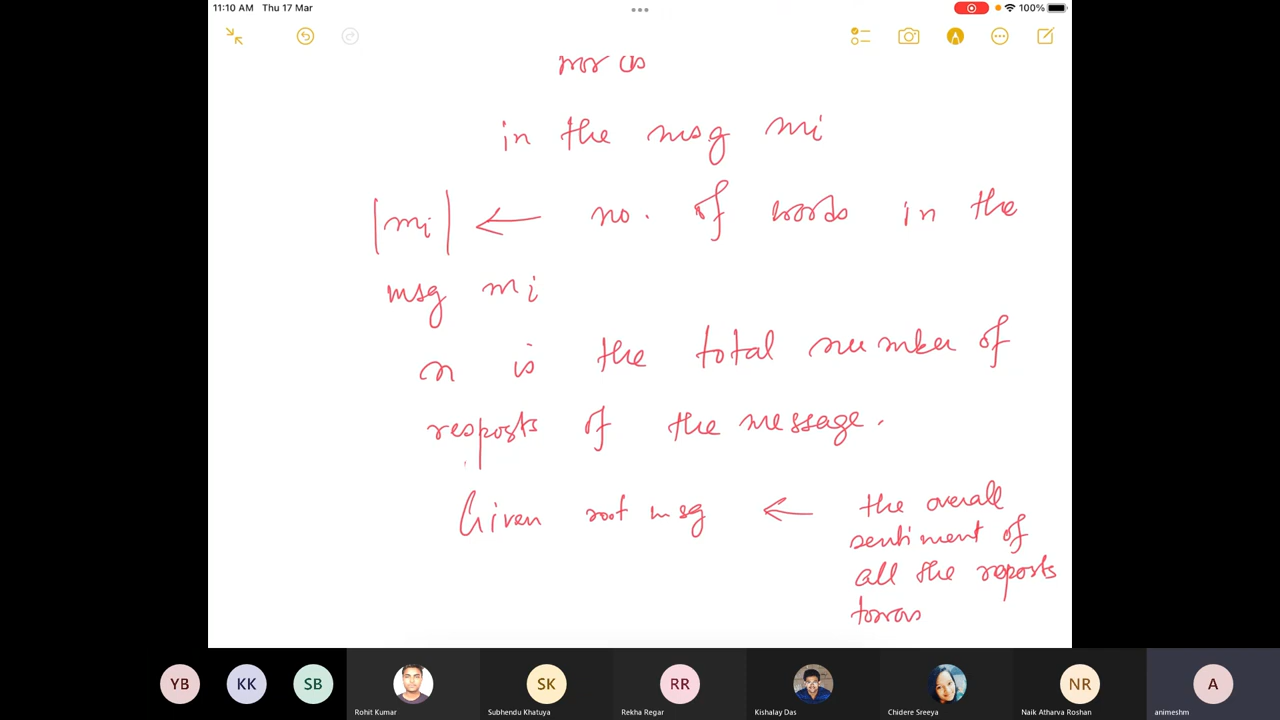 11:10 AM Thu 17 Mar
100%
in the msg mi
|mi| ← no. of words in the
msg mi
n is the total number of
resposts of the message.
Given root msg ← the overall
sentiment of
all the reposts
towar
YB
KK
SB
Rohit Kumar
SK
Subhendu Khatuya
RR
Rekha Regar
Kishalay Das
Chidere Sreeya
NR
Naik Atharva Roshan
A
animeshm